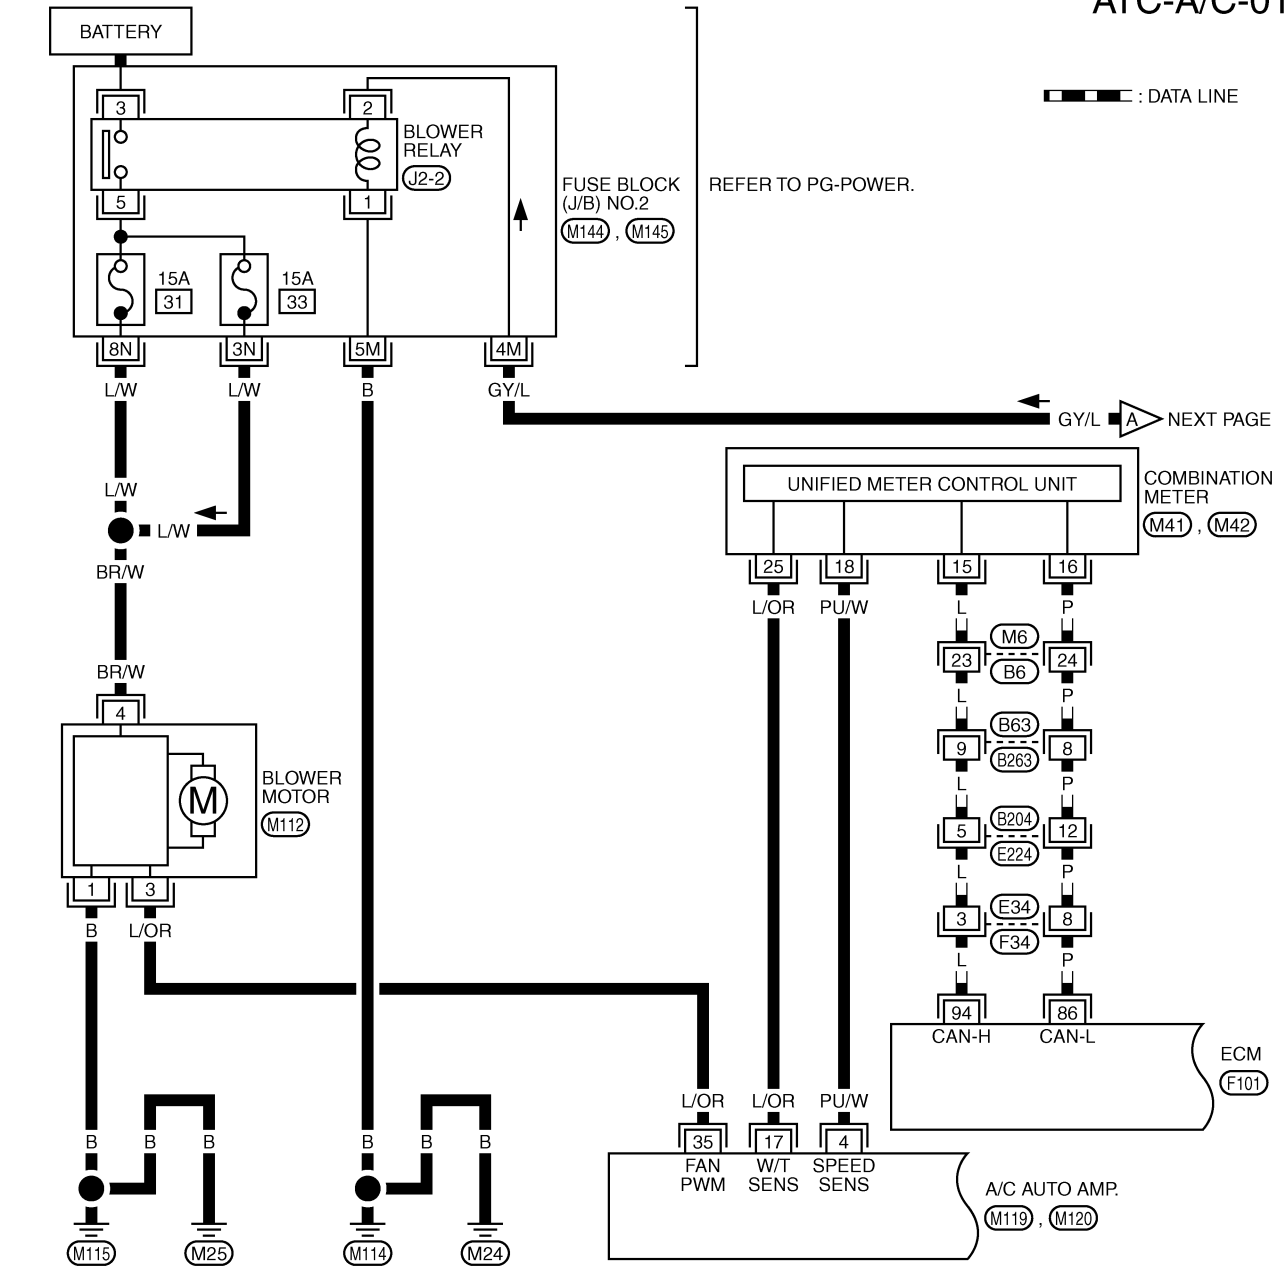 ATC-A/C-01
BATTERY
: DATA LINE
3
2
BLOWER
RELAY
J2-2
5
1
FUSE BLOCK
(J/B) NO.2
M144 , M145
REFER TO PG-POWER.
15A
31
15A
33
8N
3N
5M
4M
L/W
L/W
B
GY/L
GY/L
A
NEXT PAGE
UNIFIED METER CONTROL UNIT
COMBINATION
METER
M41 , M42
L/W
L/W
BR/W
25
18
15
16
L/OR
PU/W
L
P
M6
23
24
B6
BR/W
L
P
4
B63
9
8
B263
BLOWER
MOTOR
M112
M
L
P
B204
5
12
E224
L
P
1
3
E34
3
8
F34
B
L/OR
L
P
94
86
CAN-H
CAN-L
ECM
F101
L/OR
L/OR
PU/W
B
B
B
B
B
B
35
17
4
FAN
PWM
W/T
SENS
SPEED
SENS
A/C AUTO AMP.
M119 , M120
M115
M25
M114
M24